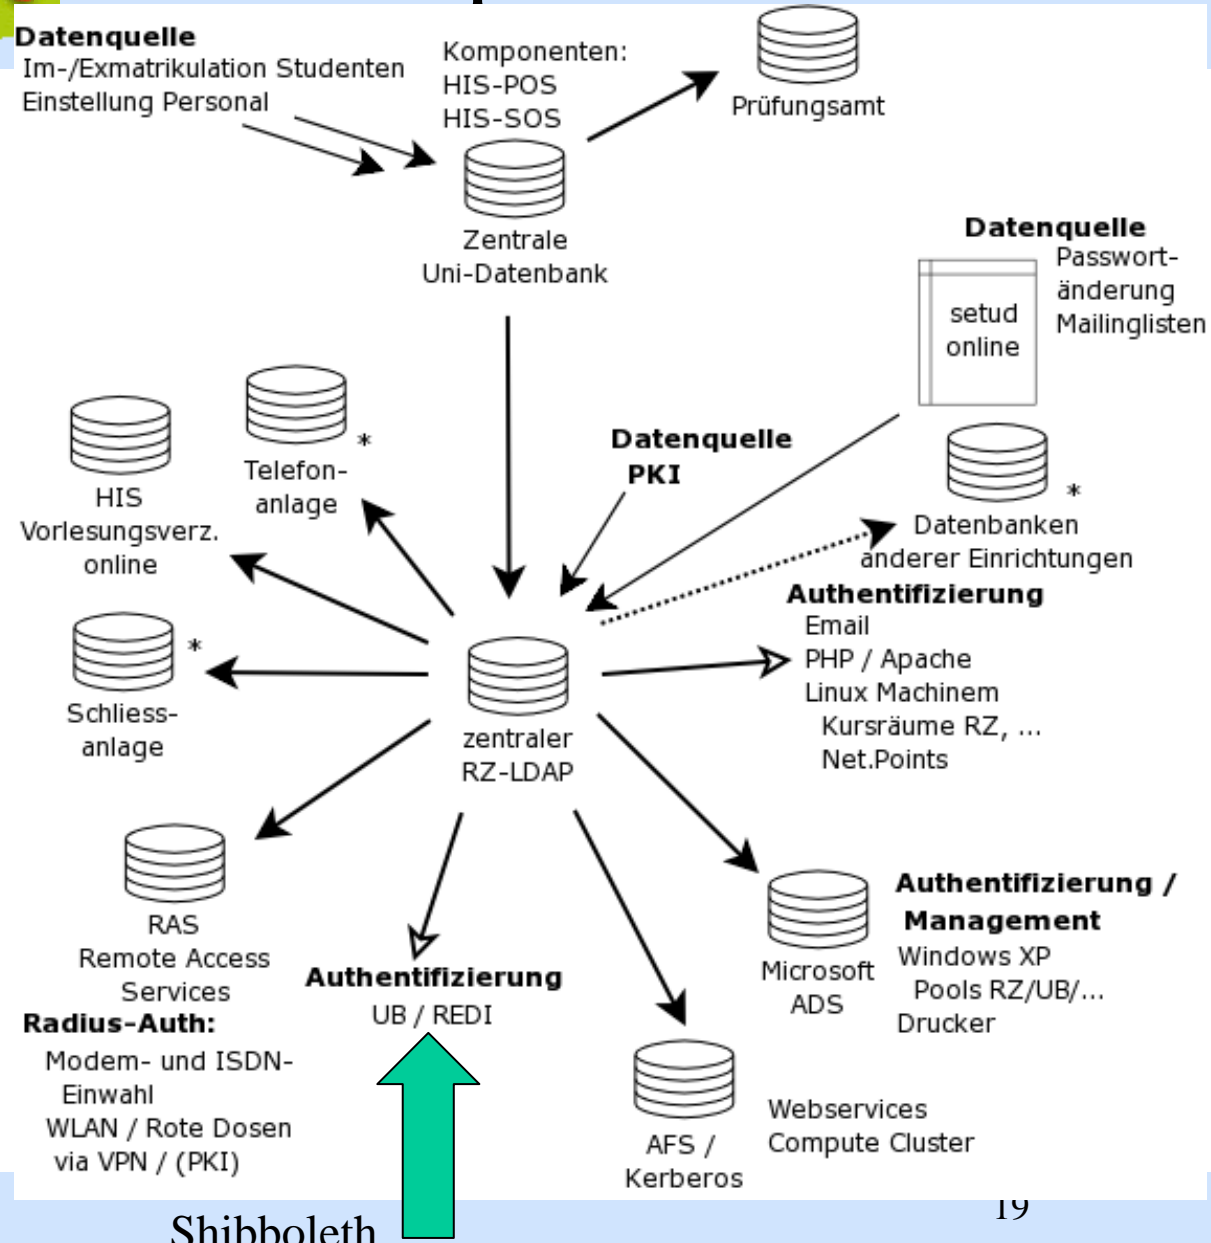 Datenquelle
Im-/Exmatrikulation Studenten
Einstellung Personal
Komponenten:
HIS-POS
HIS-SOS
Prüfungsamt
Zentrale
Uni-Datenbank
Datenquelle
Passwort-
änderung
Mailinglisten
setud
online
Datenquelle
PKI
*
Telefon-
anlage
HIS
Vorlesungsverz.
online
*
Datenbanken
anderer Einrichtungen
Authentifizierung
Email
PHP / Apache
Linux Machinem
Kursräume RZ, ...
Net.Points
*
Schliess-
anlage
zentraler
RZ-LDAP
RAS
Remote Access
Services
Radius-Auth:
Modem- und ISDN-
Einwahl
WLAN / Rote Dosen
via VPN / (PKI)
Authentifizierung
UB / REDI
Microsoft
ADS
Authentifizierung /
Management
Windows XP
Pools RZ/UB/...
Drucker
AFS /
Kerberos
Webservices
Compute Cluster
Shibboleth
19